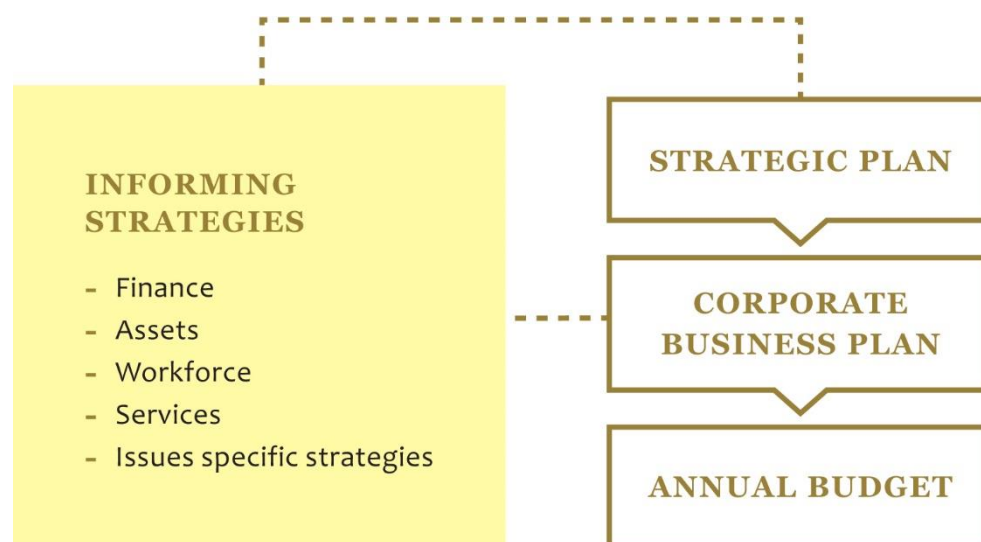 INFORMING
STRATEGIES
- Finance
- Assets
- Workforce
- Services
- Issues specific strategies
STRATEGIC PLAN
CORPORATE
BUSINESS PLAN
ANNUAL BUDGET